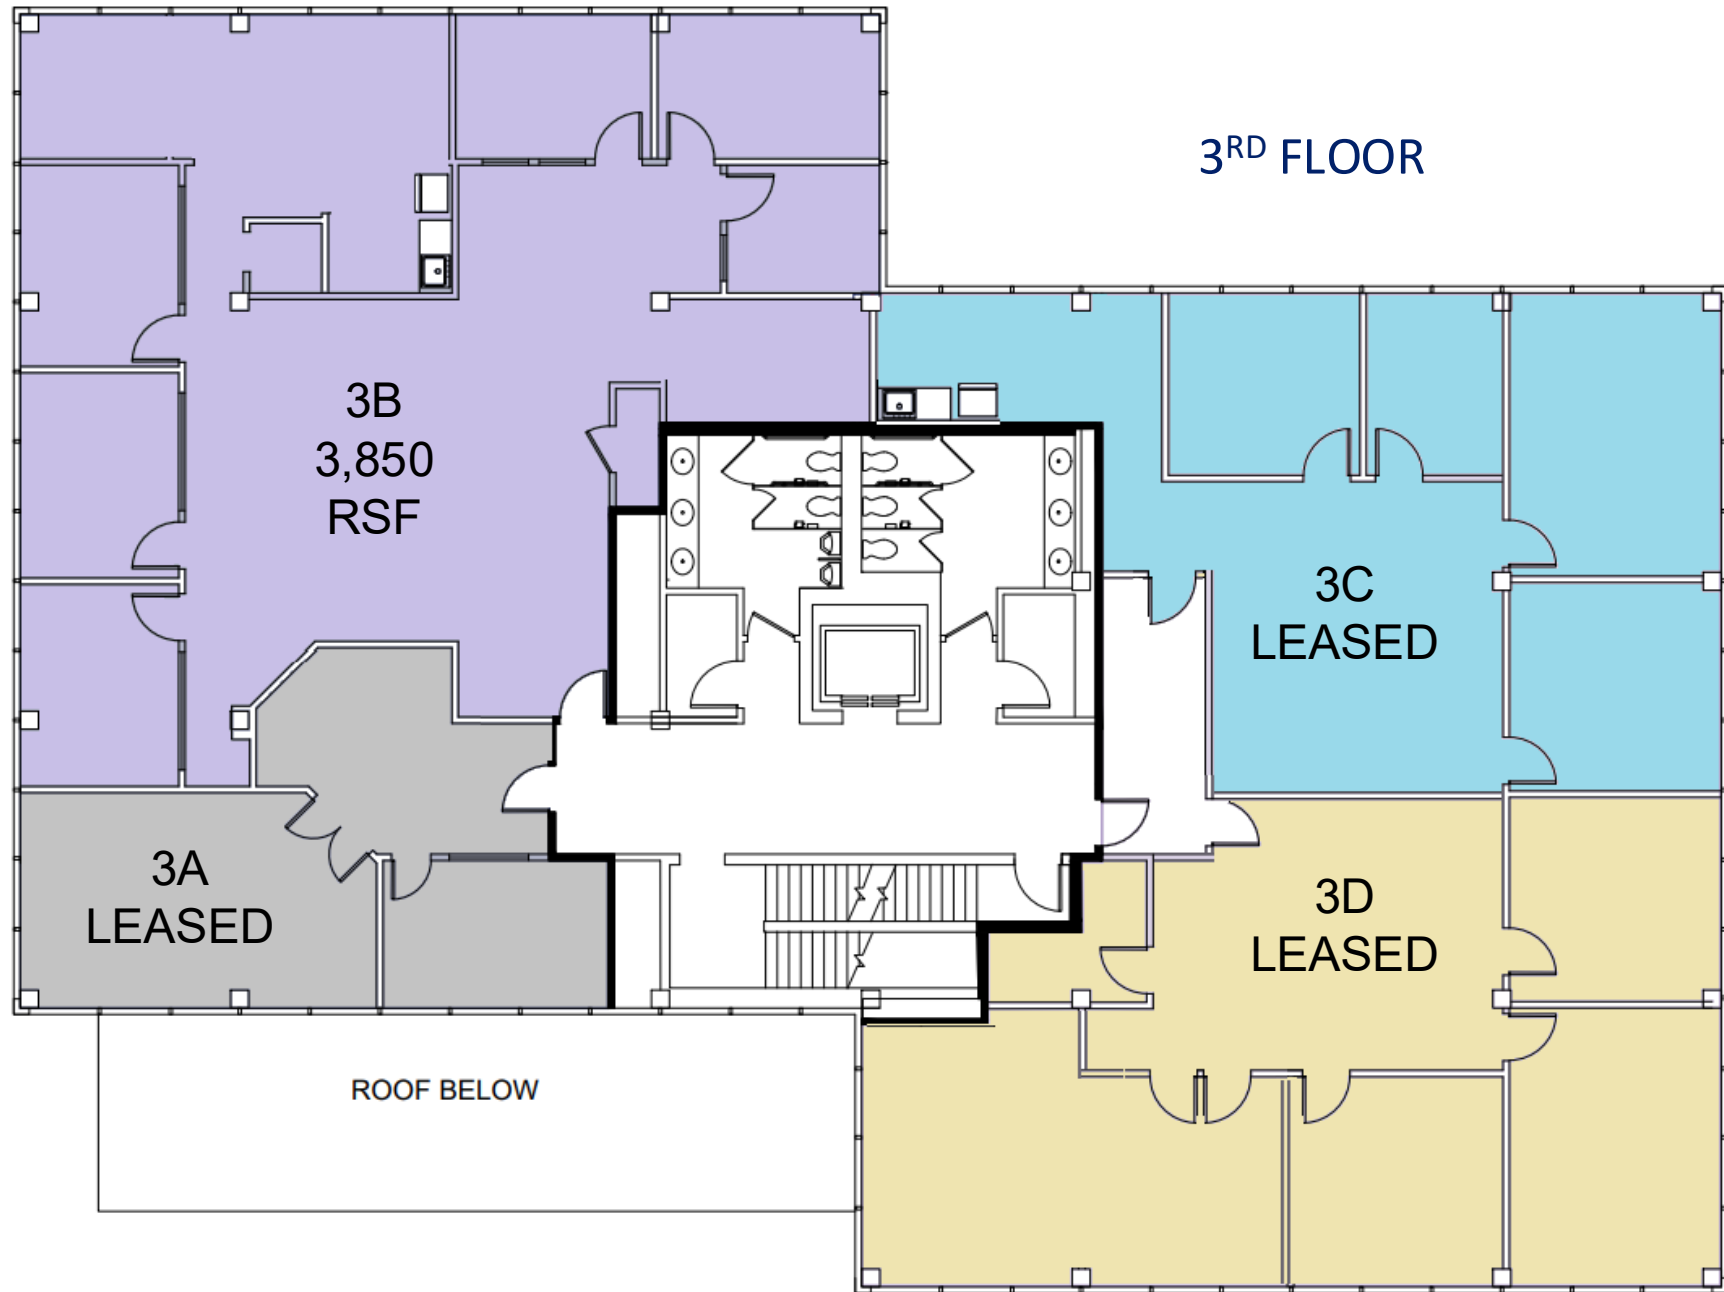 3RD FLOOR
3B
3,850
RSF
3C
LEASED
3A
LEASED
3D
LEASED
ROOF BELOW